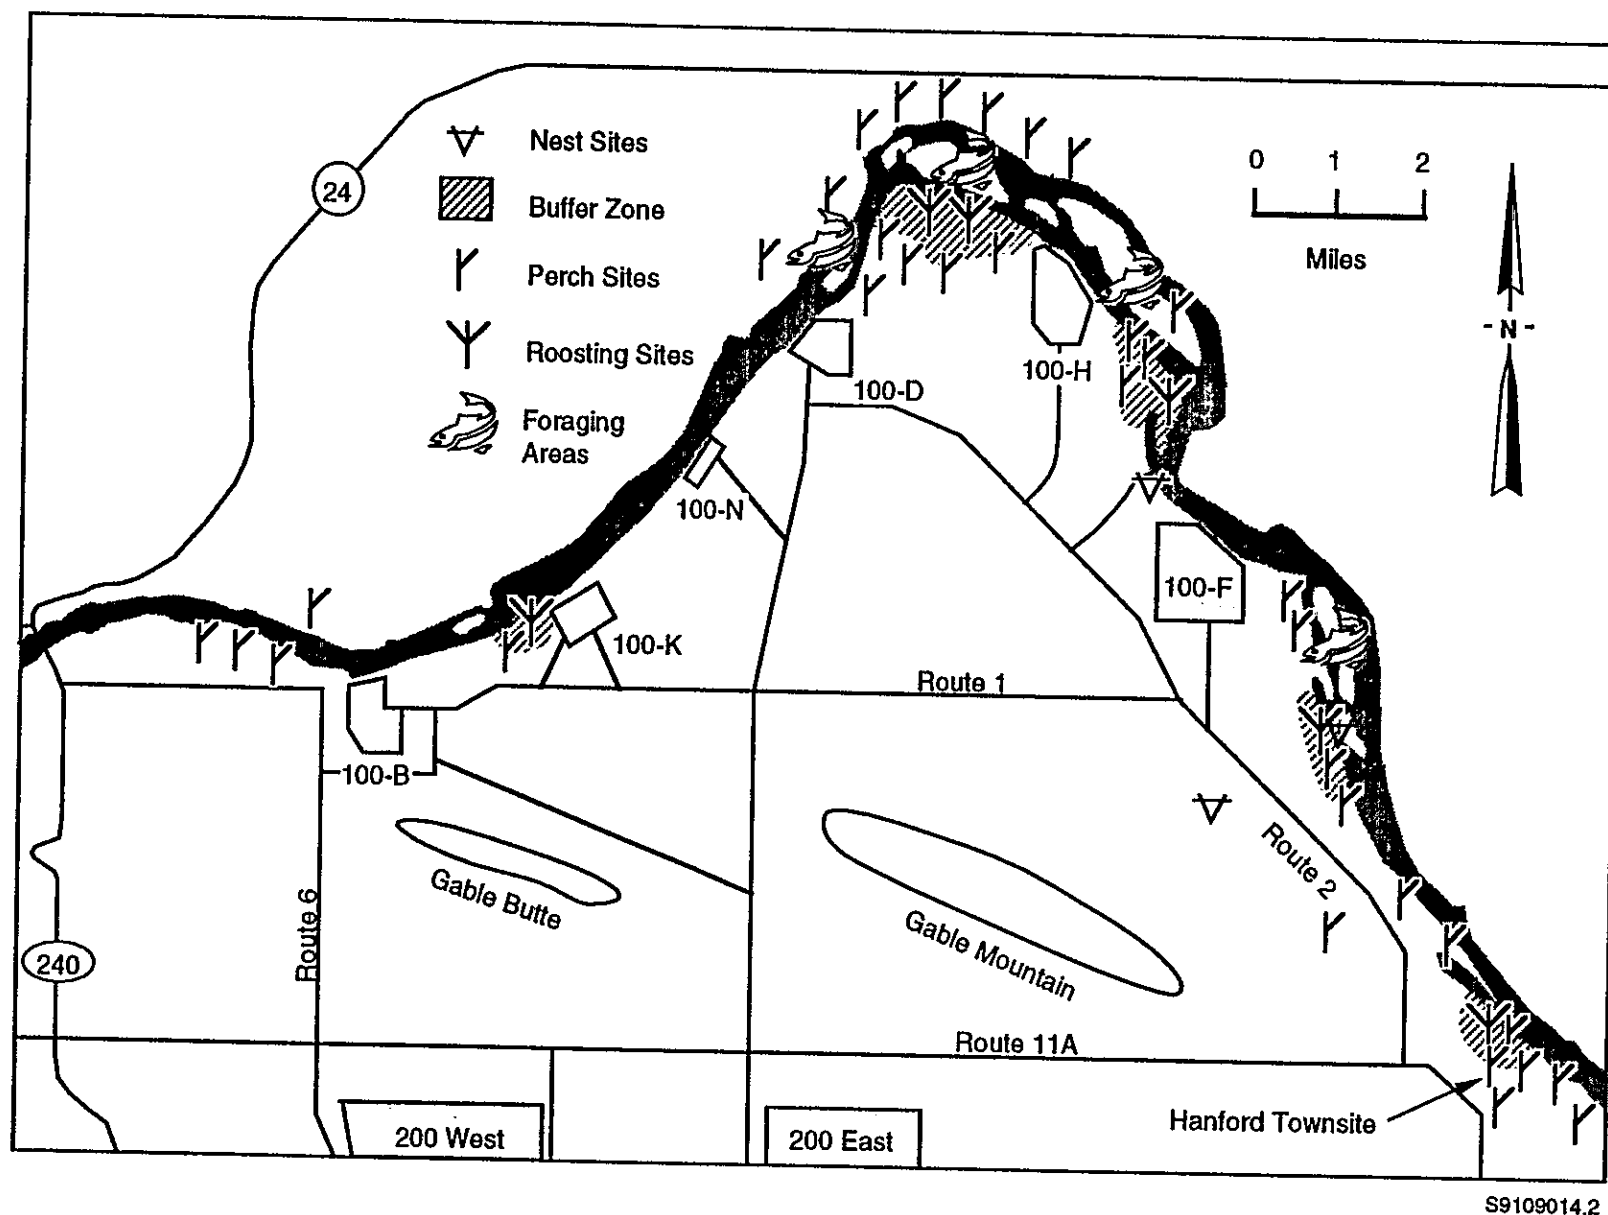 Nest Sites
0 1 2
24
Buffer Zone
Miles
Perch Sites
- N -
Roosting Sites
100-H
100-D
Foraging
Areas
100-N
100-F
100-K
Route 1
100-B
Route 2
Gable Butte
Route 6
Gable Mountain
240
Route 11A
Hanford Townsite
200 West
200 East
S9109014.2